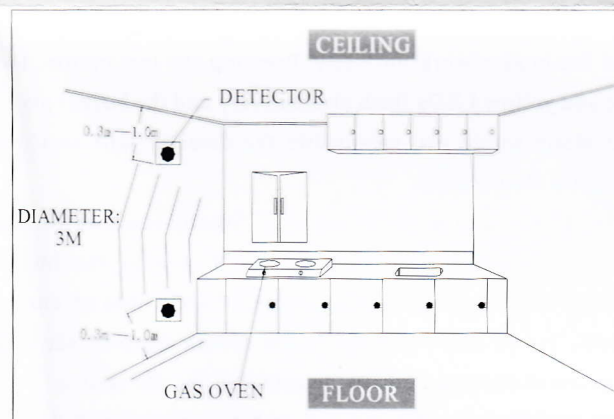 CEILING
DETECTOR
0.3m—1.0m
DIAMETER:
3M
0.3m—1.0m
GAS OVEN
FLOOR